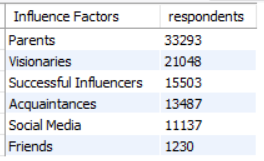 Influence Factors respondents
Parents 33293
Visionaries 21048
Successful Influencers 15503
Acquaintances 13487
Social Media 11137
Friends 1230